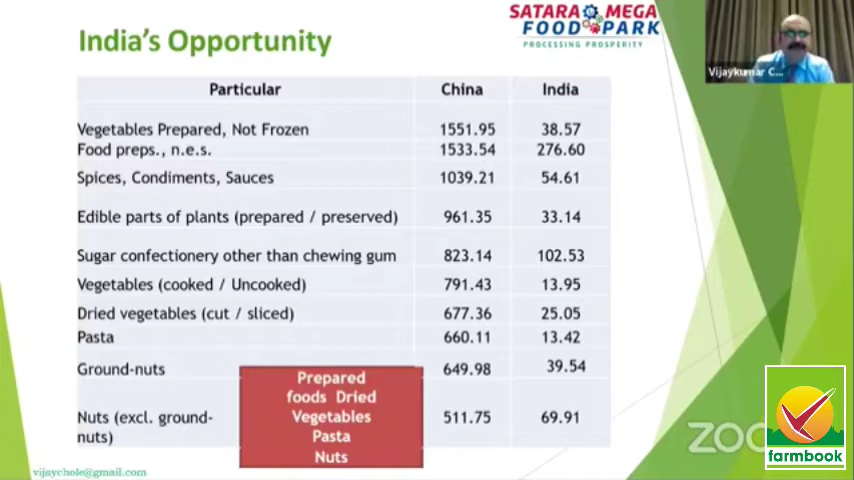 India's Opportunity
SATARA MEGA
FOOD PARK
PROCESSING PROSPERITY
Vijaykumar C...
Particular China India
Vegetables Prepared, Not Frozen 1551.95 38.57
Food preps., n.e.s. 1533.54 276.60
Spices, Condiments, Sauces 1039.21 54.61
Edible parts of plants (prepared / preserved) 961.35 33.14
Sugar confectionery other than chewing gum 823.14 102.53
Vegetables (cooked / Uncooked) 791.43 13.95
Dried vegetables (cut / sliced) 677.36 25.05
Pasta 660.11 13.42
Ground-nuts 649.98 39.54
Nuts (excl. ground-
nuts) 511.75 69.91
Prepared
foods Dried
Vegetables
Pasta
Nuts
vijaychole@gmail.com
zoo
farmbook